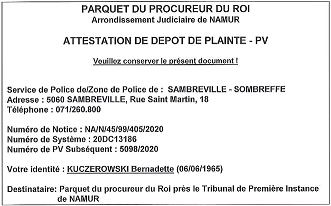 PARQUET DU PROCUREUR DU ROI
Arrondissement Judiciaire de NAMUR
ATTESTATION DE DEPOT DE PLAINTE - PV
Veuillez conserver le présent document !
Service de Police de/Zone de Police de : SAMBREVILLE - SOMBREFFE
Adresse : 5060 SAMBREVILLE, Rue Saint Martin, 18
Téléphone : 071/260.800
Numéro de Notice : NA/N/45/99/405/2020
Numéro de Système : 20DC13186
Numéro de PV Subséquent : 5098/2020
Votre identité : KUCZEROWSKI Bernadette (06/06/1965)
Destinataire: Parquet du procureur du Roi près le Tribunal de Première Instance
de NAMUR